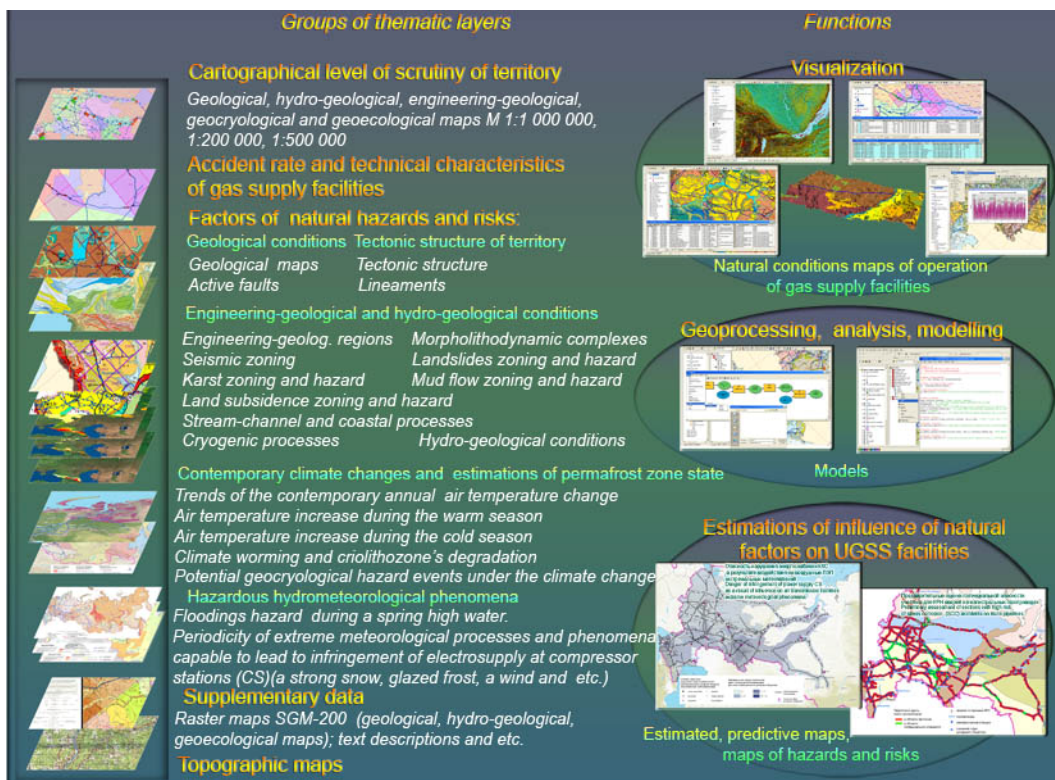 Groups of thematic layers
Cartographical level of scrutiny of territory
Geological, hydro-geological, engineering-geological,
geocryological and geoecological maps M 1:1 000 000,
1:200 000, 1:500 000
Accident rate and technical characteristics
of gas supply facilities
Factors of natural hazards and risks:
Geological conditions Tectonic structure of territory
Geological maps Tectonic structure
Active faults Lineaments
Engineering-geological and hydro-geological conditions
Engineering-geolog. regions Morpholithodynamic complexes
Seismic zoning Landslides zoning and hazard
Karst zoning and hazard Mud flow zoning and hazard
Land subsidence zoning and hazard
Stream-channel and coastal processes
Cryogenic processes Hydro-geological conditions
Contemporary climate changes and estimations of permafrost zone state
Trends of the contemporary annual air temperature change
Air temperature increase during the warm season
Air temperature increase during the cold season
Climate worming and criolithozone's degradation
Potential geocryological hazard events under the climate change
Hazardous hydrometeorological phenomena
Floodings hazard during a spring high water.
Periodicity of extreme meteorological processes and phenomena
capable to lead to infringement of electrosupply at compressor
stations (CS)(a strong snow, glazed frost, a wind and etc.)
Supplementary data
Raster maps SGM-200 (geological, hydro-geological,
geoecological maps); text descriptions and etc.
Topographic maps
Functions
Visualization
Natural conditions maps of operation
of gas supply facilities
Geoprocessing, analysis, modelling
Models
Estimations of influence of natural
factors on UGSS facilities
Estimated, predictive maps,
maps of hazards and risks